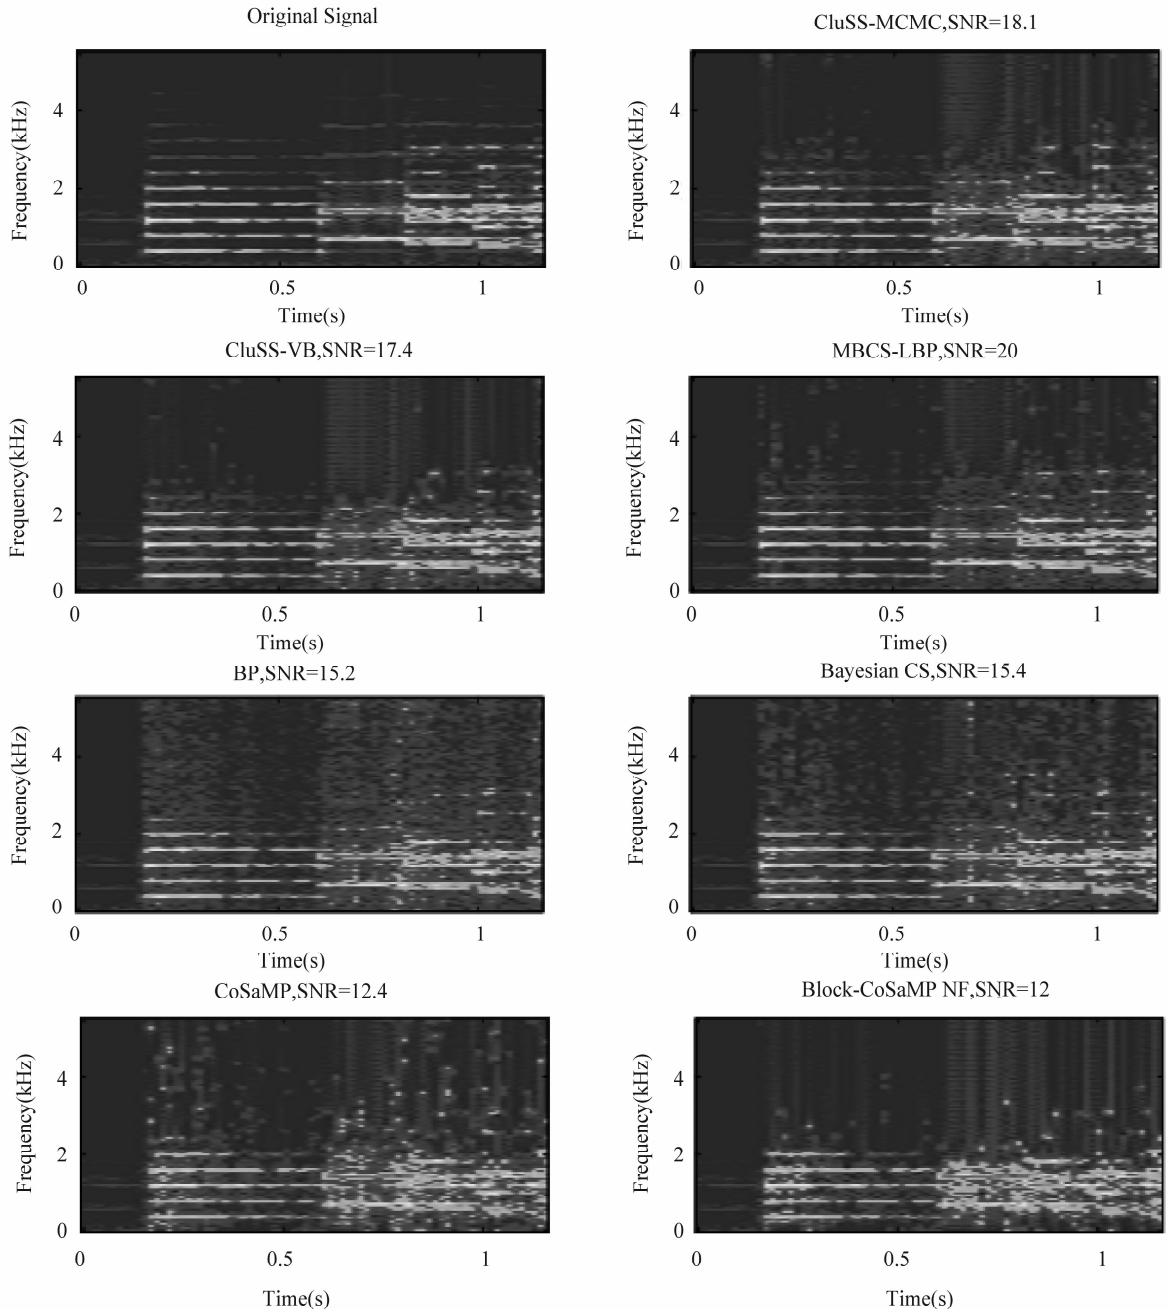 Original Signal
Frequency(kHz)
4
2
0
0 0.5 1
Time(s)
CluSS-MCMC,SNR=18.1
Frequency(kHz)
4
2
0
0 0.5 1
Time(s)
CluSS-VB,SNR=17.4
Frequency(kHz)
4
2
0
0 0.5 1
Time(s)
MBCS-LBP,SNR=20
Frequency(kHz)
4
2
0
0 0.5 1
Time(s)
BP,SNR=15.2
Frequency(kHz)
4
2
0
0 0.5 1
Time(s)
Bayesian CS,SNR=15.4
Frequency(kHz)
4
2
0
0 0.5 1
Time(s)
CoSaMP,SNR=12.4
Frequency(kHz)
4
2
0
0 0.5 1
Time(s)
Block-CoSaMP NF,SNR=12
Frequency(kHz)
4
2
0
0 0.5 1
Time(s)